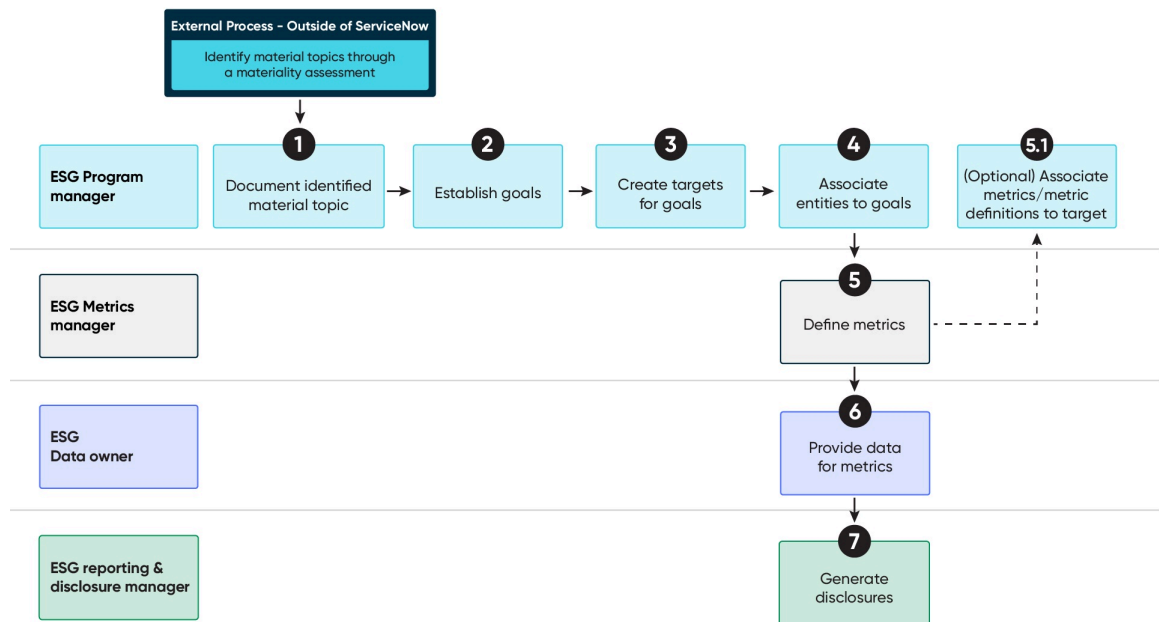 External Process - Outside of ServiceNow
Identify material topics through
a materiality assessment
ESG Program
manager
1
Document identified
material topic
2
Establish goals
3
Create targets
for goals
4
Associate
entities to goals
5.1
(Optional) Associate
metrics/metric
definitions to target
ESG Metrics
manager
5
Define metrics
ESG
Data owner
6
Provide data
for metrics
ESG reporting &
disclosure manager
7
Generate
disclosures